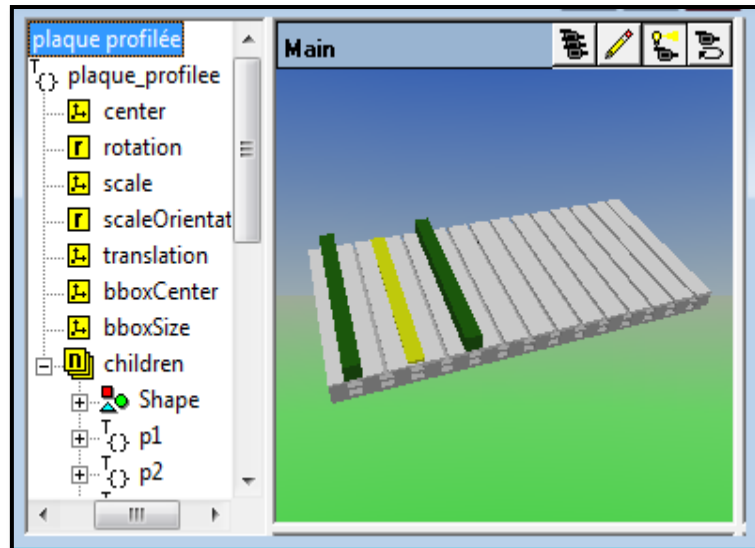 plaque profilée
plaque_profilee
center
rotation
scale
scaleOrientat
translation
bboxCenter
bboxSize
children
Shape
p1
p2
Main